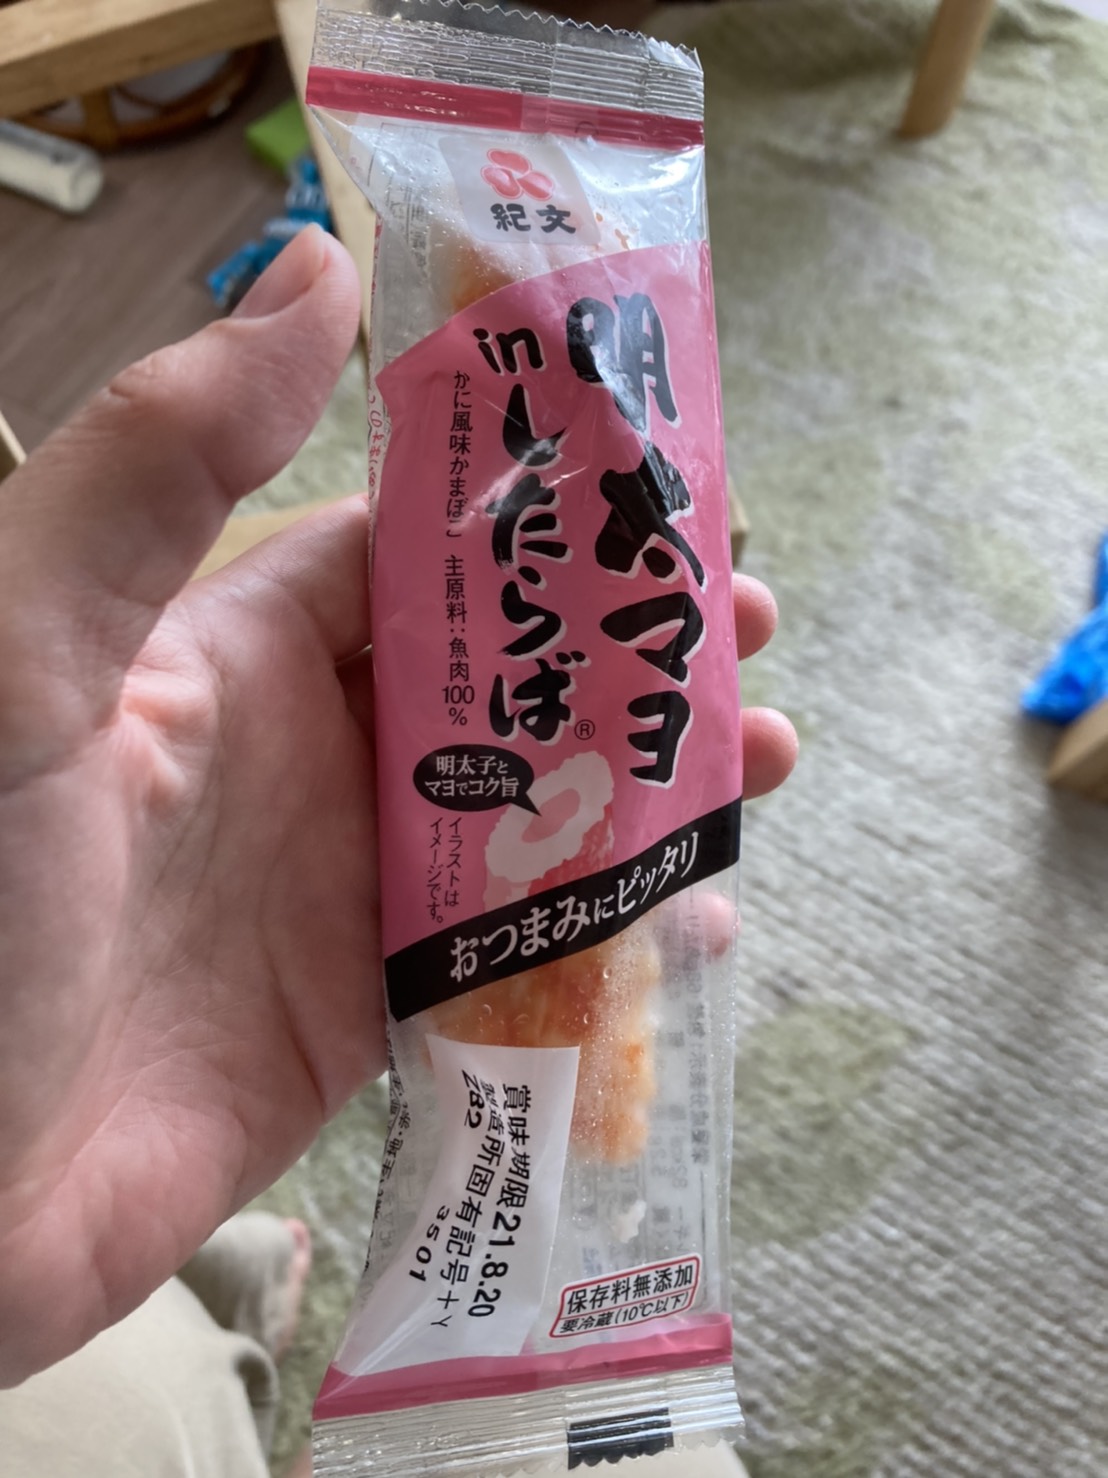 紀文
明太マヨ
inしたらば®
かに風味かまぼこ 主原料:魚肉100%
明太子と
マヨでコク旨
イラストは
イメージです。
おつまみにピッタリ
賞味期限21.8.20
製造所固有記号+Y
Z82 3501
保存料無添加
要冷蔵(10℃以下)